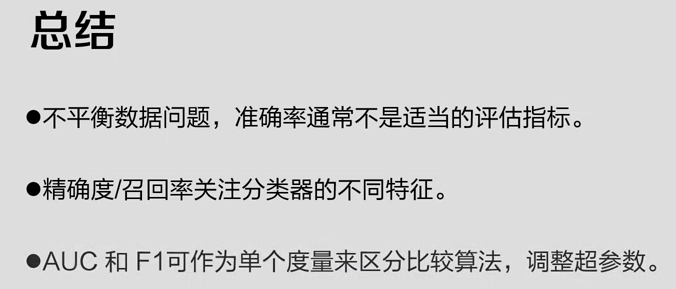 总结
●不平衡数据问题，准确率通常不是适当的评估指标。
●精确度/召回率关注分类器的不同特征。
●AUC 和 F1可作为单个度量来区分比较算法，调整超参数。